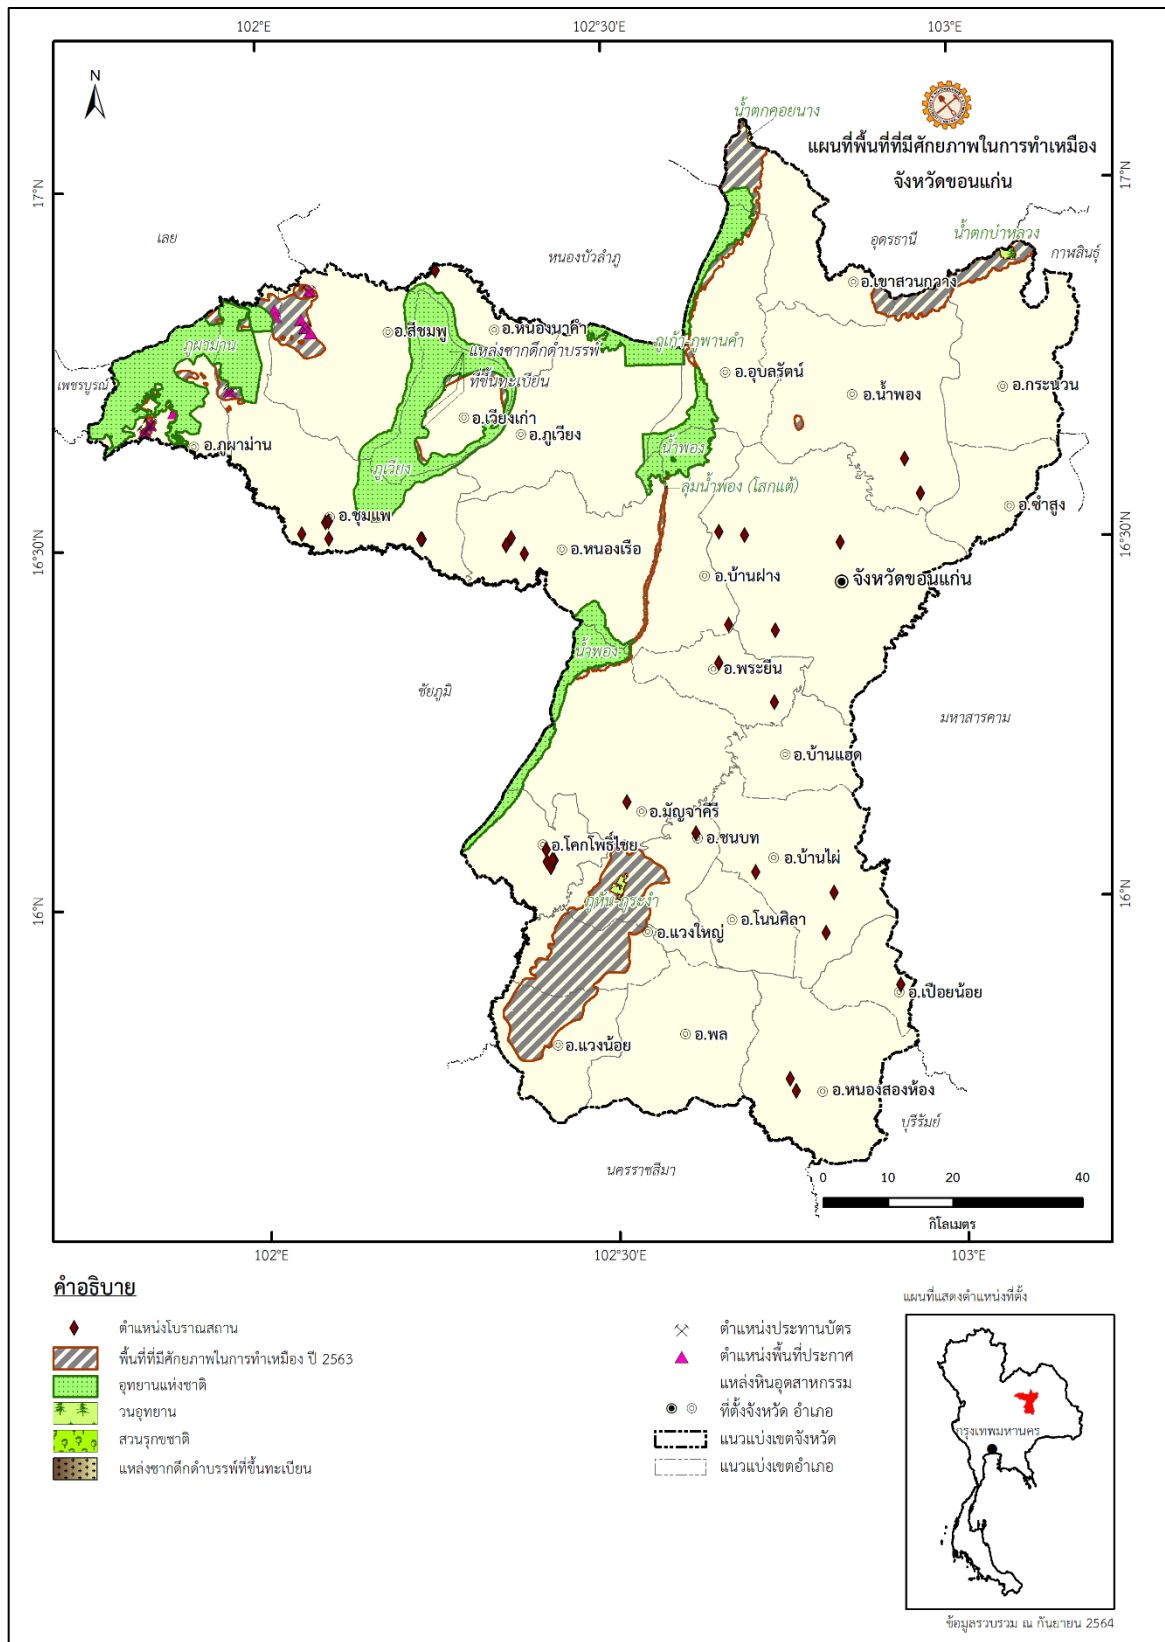 102°E
102°30'E
103°E
N
น้ำตกคอยนาง
แผนที่พื้นที่ที่มีศักยภาพในการทำเหมือง
จังหวัดขอนแก่น
17°N
17°N
เลย
หนองบัวลำภู
อุดรธานี
น้ำตกบ๋าหลวง
กาฬสินธุ์
อ.เขาสวนกวาง
อ.สีชมพู
อ.หนองนาคำ
ภูผาม่าน
แหล่งซากดึกดำบรรพ์
ภูเก้า-ภูพานคำ
เพชรบูรณ์
ที่ขึ้นทะเบียน
อ.อุบลรัตน์
อ.น้ำพอง
อ.กระนวน
อ.เวียงเก่า
อ.ภูเวียง
อ.ภูผาม่าน
น้ำพอง
ภูเวียง
ลุ่มน้ำพอง (โสกแต้)
อ.ชำสูง
อ.ชุมแพ
16°30'N
16°30'N
อ.หนองเรือ
อ.บ้านฝาง
จังหวัดขอนแก่น
น้ำพอง
อ.พระยืน
ชัยภูมิ
มหาสารคาม
อ.บ้านแฮด
อ.มัญจาคีรี
อ.ชนบท
อ.โคกโพธิ์ไชย
อ.บ้านไผ่
ภูหัน-ภูระงำ
16°N
16°N
อ.โนนศิลา
อ.แวงใหญ่
อ.เปือยน้อย
อ.พล
อ.แวงน้อย
อ.หนองสองห้อง
บุรีรัมย์
นครราชสีมา
0 10 20 40
กิโลเมตร
102°E
102°30'E
103°E
คำอธิบาย
ตำแหน่งโบราณสถาน
พื้นที่ที่มีศักยภาพในการทำเหมือง ปี 2563
อุทยานแห่งชาติ
วนอุทยาน
สวนรุกขชาติ
แหล่งซากดึกดำบรรพ์ที่ขึ้นทะเบียน
ตำแหน่งประทานบัตร
ตำแหน่งพื้นที่ประกาศ
แหล่งหินอุตสาหกรรม
ที่ตั้งจังหวัด อำเภอ
แนวแบ่งเขตจังหวัด
แนวแบ่งเขตอำเภอ
แผนที่แสดงตำแหน่งที่ตั้ง
กรุงเทพมหานคร
ข้อมูลรวบรวม ณ กันยายน 2564